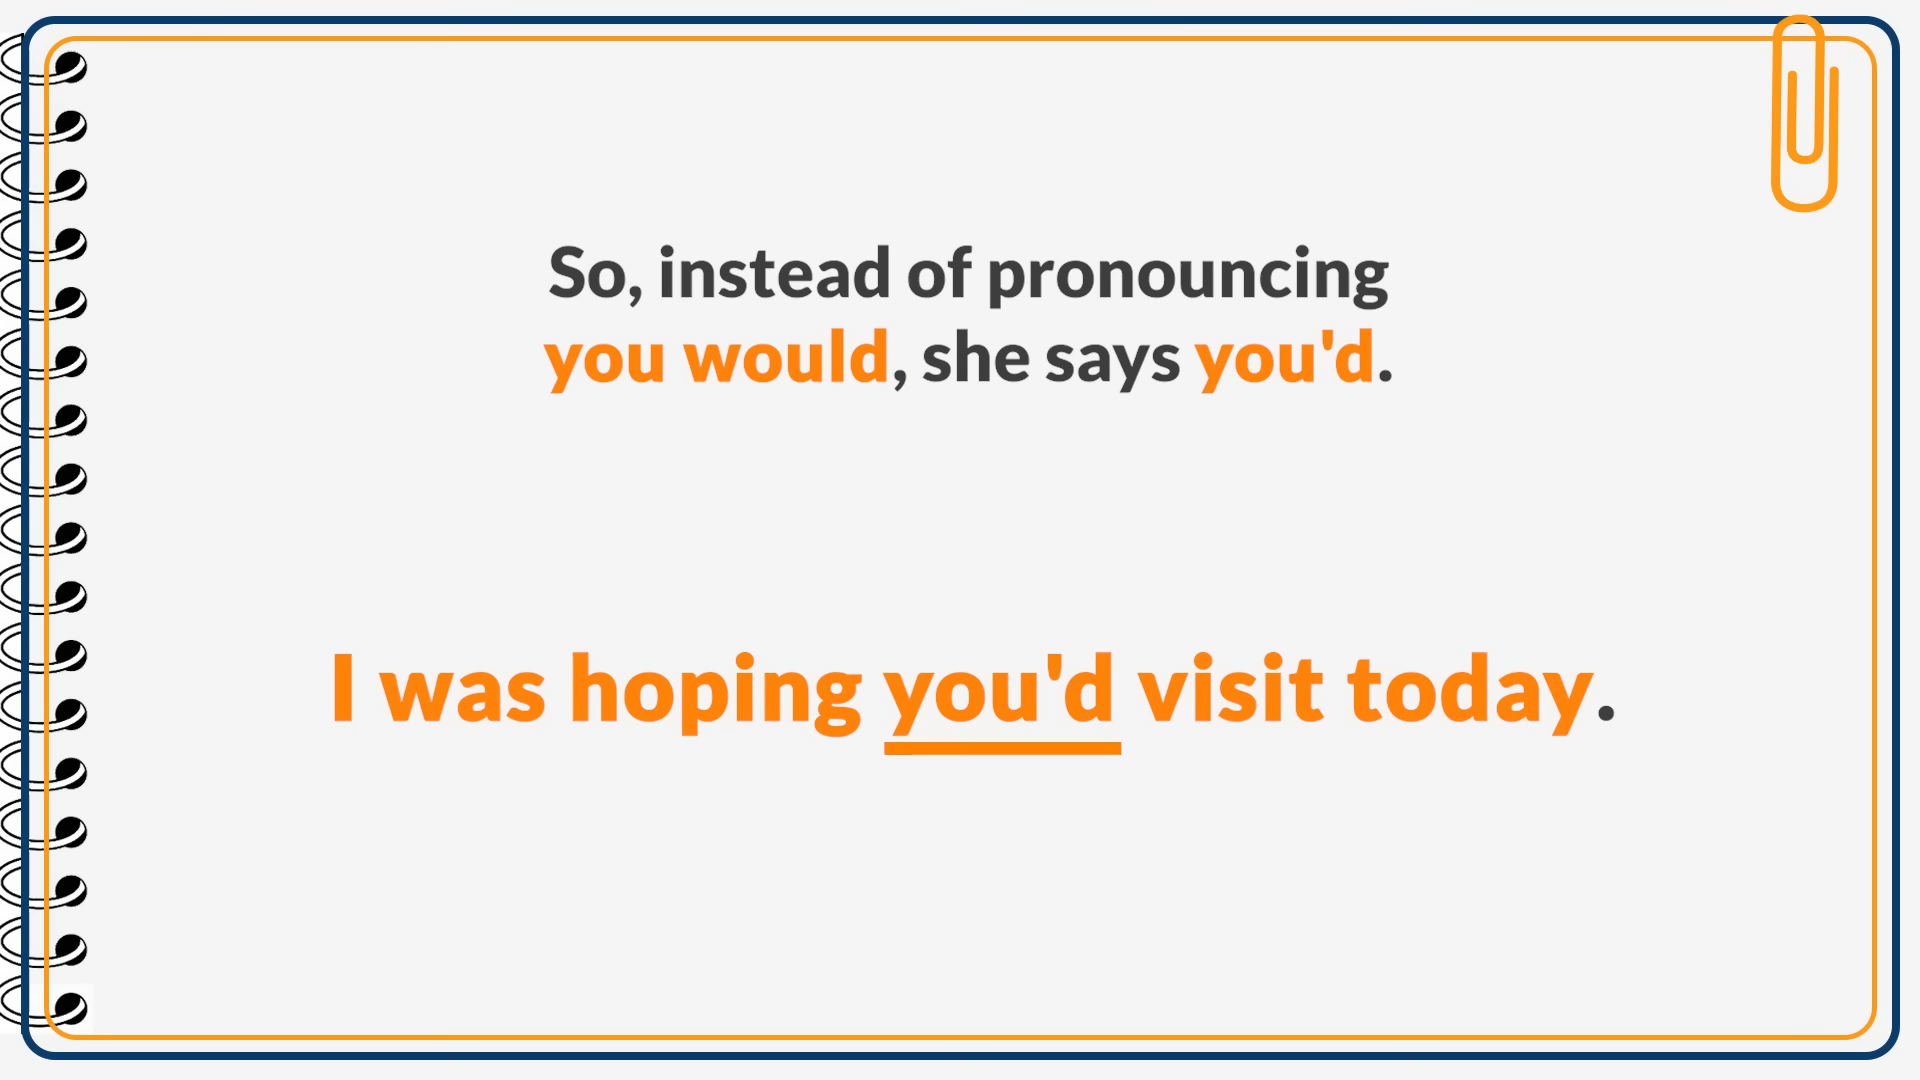 So, instead of pronouncing
you would, she says you'd.
I was hoping you'd visit today.